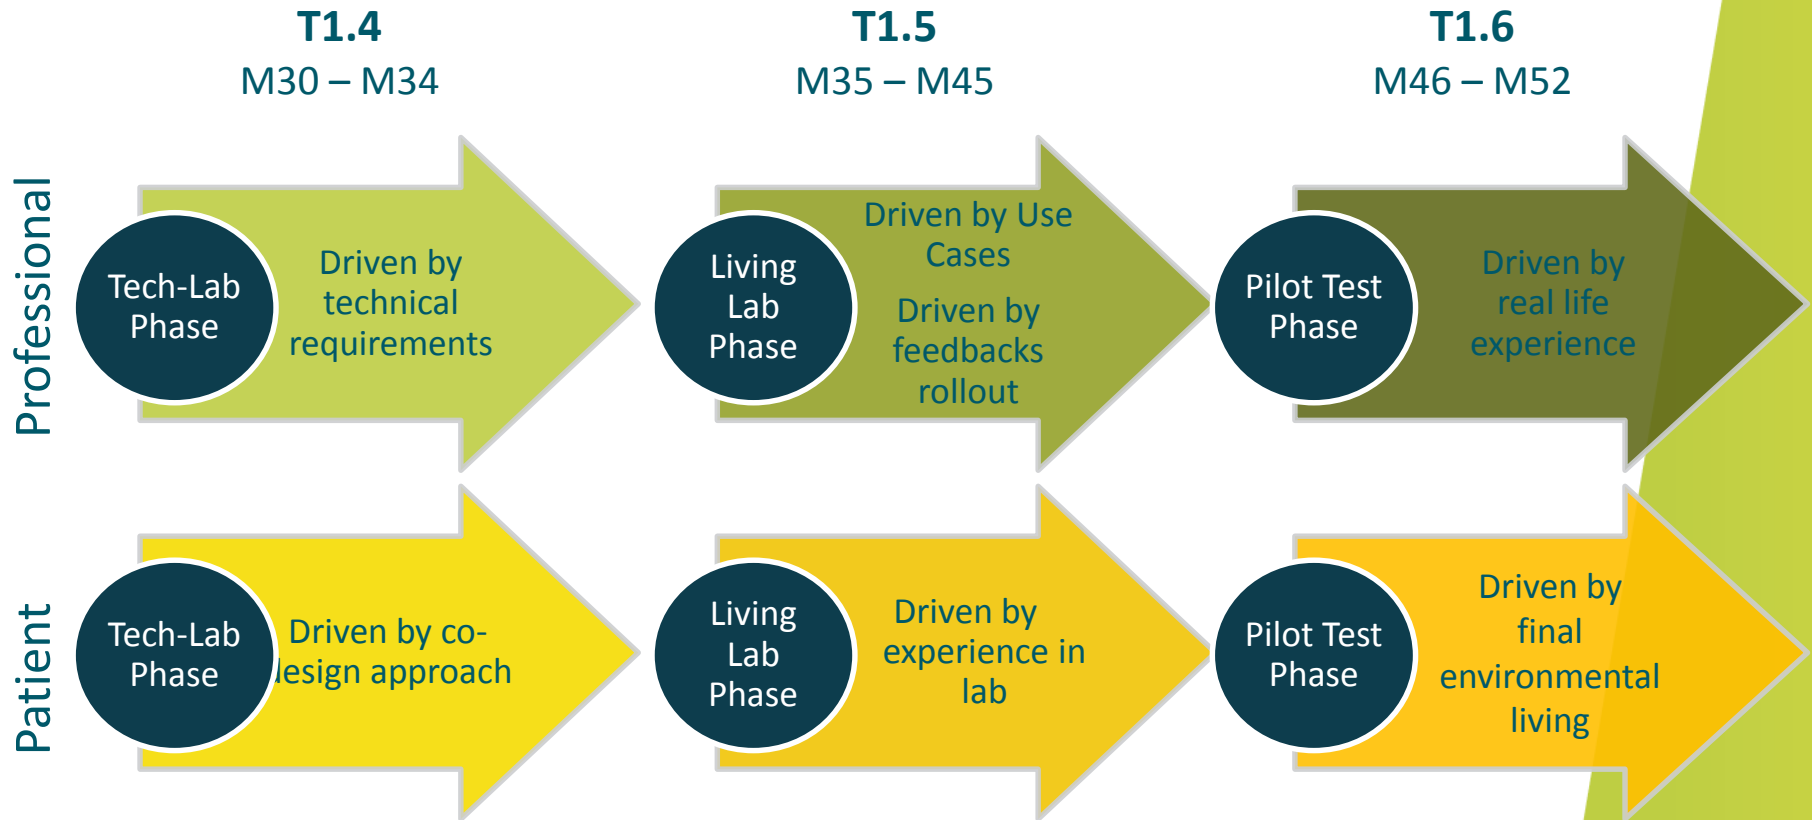 T1.4
M30 – M34
T1.5
M35 – M45
T1.6
M46 – M52
Professional
Tech-Lab
Phase
Driven by
technical
requirements
Living
Lab
Phase
Driven by Use
Cases
Driven by
feedbacks
rollout
Pilot Test
Phase
Driven by
real life
experience
Patient
Tech-Lab
Phase
Driven by co-
design approach
Living
Lab
Phase
Driven by
experience in
lab
Pilot Test
Phase
Driven by
final
environmental
living